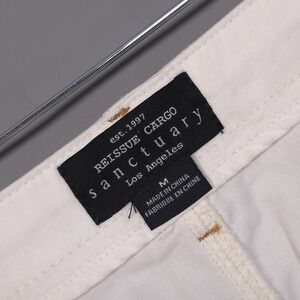 est.1997
REISSUE CARGO
sanctuary
Los Angeles
M
MADE IN CHINA
FABRIQUE EN CHINE